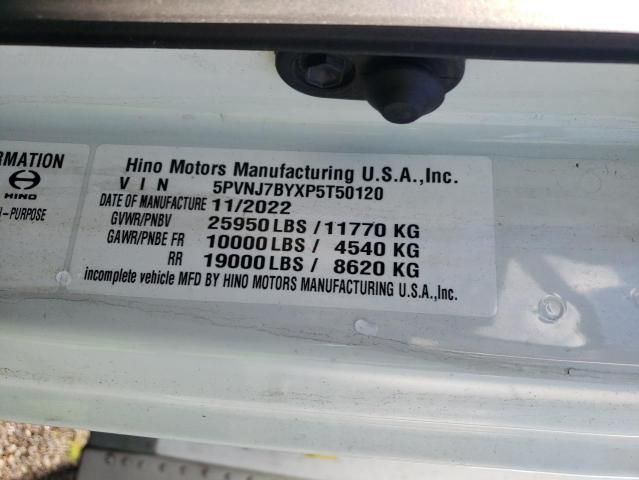 RMATION
HINO
- PURPOSE
Hino Motors Manufacturing U.S.A.,Inc.
V I N 5PVNJ7BYXP5T50120
DATE OF MANUFACTURE 11/2022
GVWR/PNBV 25950 LBS /11770 KG
GAWR/PNBE FR 10000 LBS / 4540 KG
RR 19000 LBS / 8620 KG
incomplete vehicle MFD BY HINO MOTORS MANUFACTURING U.S.A.,Inc.